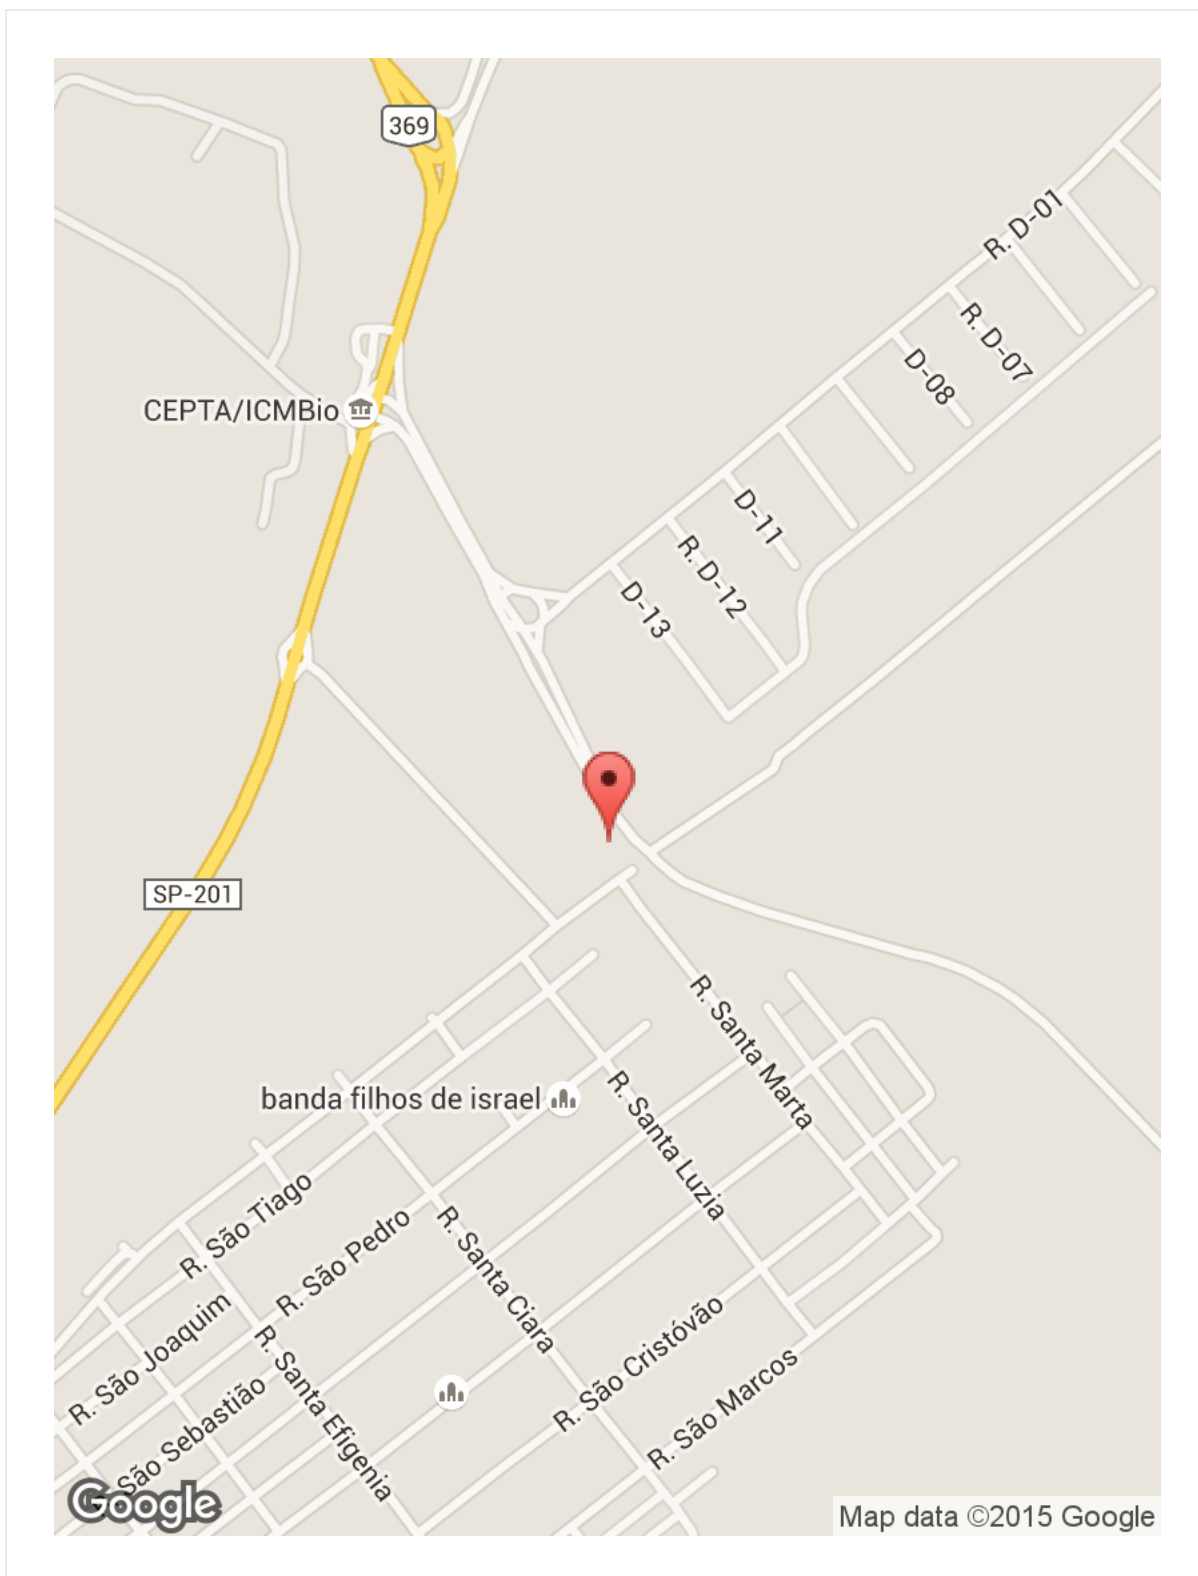 369
R. D-01
R. D-07
D-08
CEPTA/ICMBio
D-11
R. D-12
D-13
SP-201
R. Santa Marta
banda filhos de israel
R. Santa Luzia
R. São Tiago
R. São Pedro
R. Santa Ciara
R. São Joaquim
R. Santa Efigenia
R. São Cristóvão
R. São Marcos
São Sebastião
Google
Map data ©2015 Google